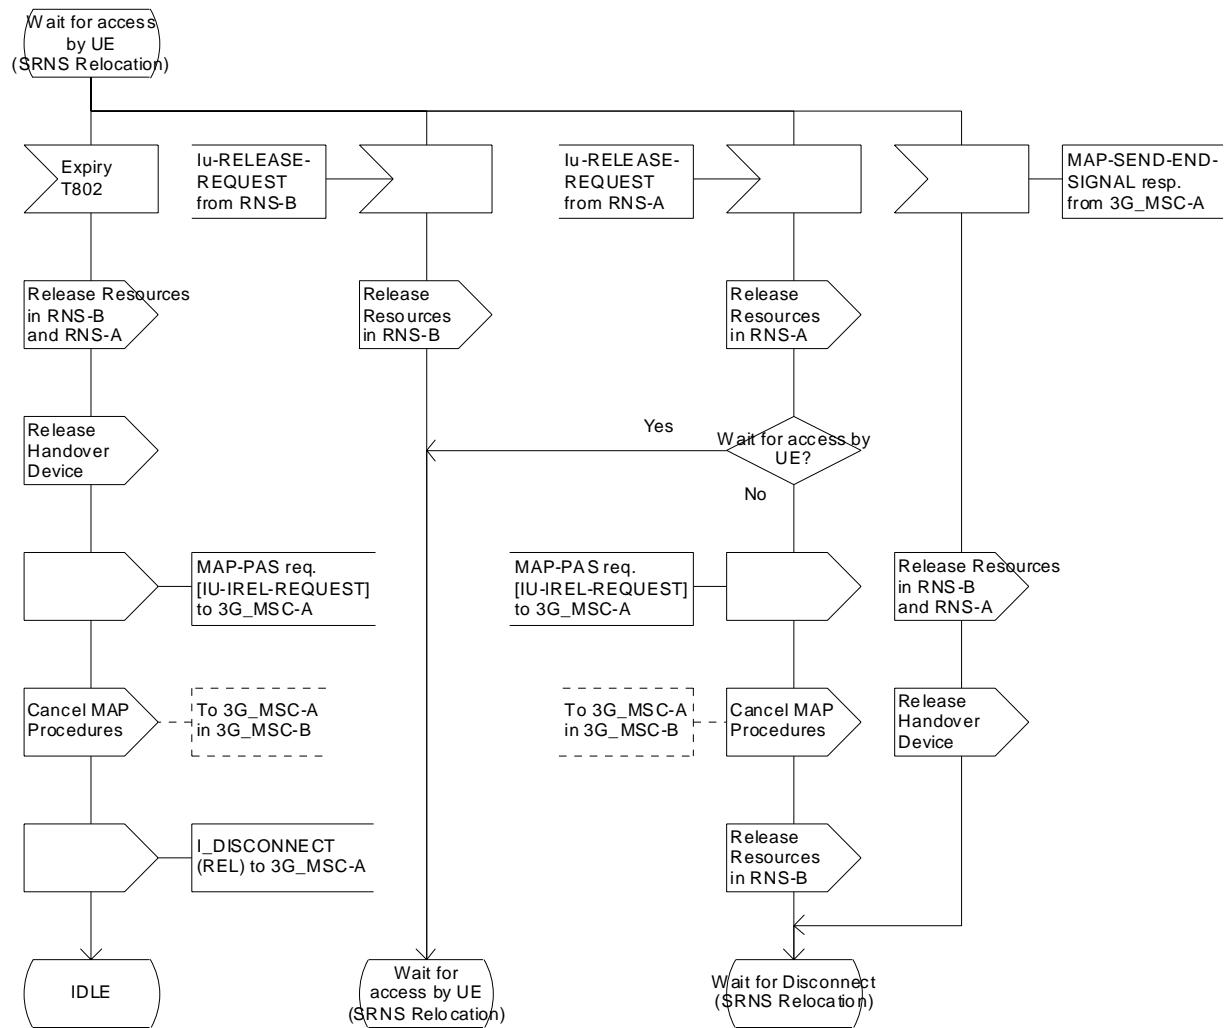 Wait for access
by UE
(SRNS Relocation)
Expiry
T802
Iu-RELEASE-
REQUEST
from RNS-B
Iu-RELEASE-
REQUEST
from RNS-A
MAP-SEND-END-
SIGNAL resp.
from 3G_MSC-A
Release Resources
in RNS-B
and RNS-A
Release
Resources
in RNS-B
Release
Resources
in RNS-A
Release
Handover
Device
Yes
Wait for access by
UE?
No
MAP-PAS req.
[IU-IREL-REQUEST]
to 3G_MSC-A
MAP-PAS req.
[IU-IREL-REQUEST]
to 3G_MSC-A
Release Resources
in RNS-B
and RNS-A
Cancel MAP
Procedures
To 3G_MSC-A
in 3G_MSC-B
To 3G_MSC-A
in 3G_MSC-B
Cancel MAP
Procedures
Release
Handover
Device
I_DISCONNECT
(REL) to 3G_MSC-A
Release
Resources
in RNS-B
IDLE
Wait for
access by UE
(SRNS Relocation)
Wait for Disconnect
(SRNS Relocation)